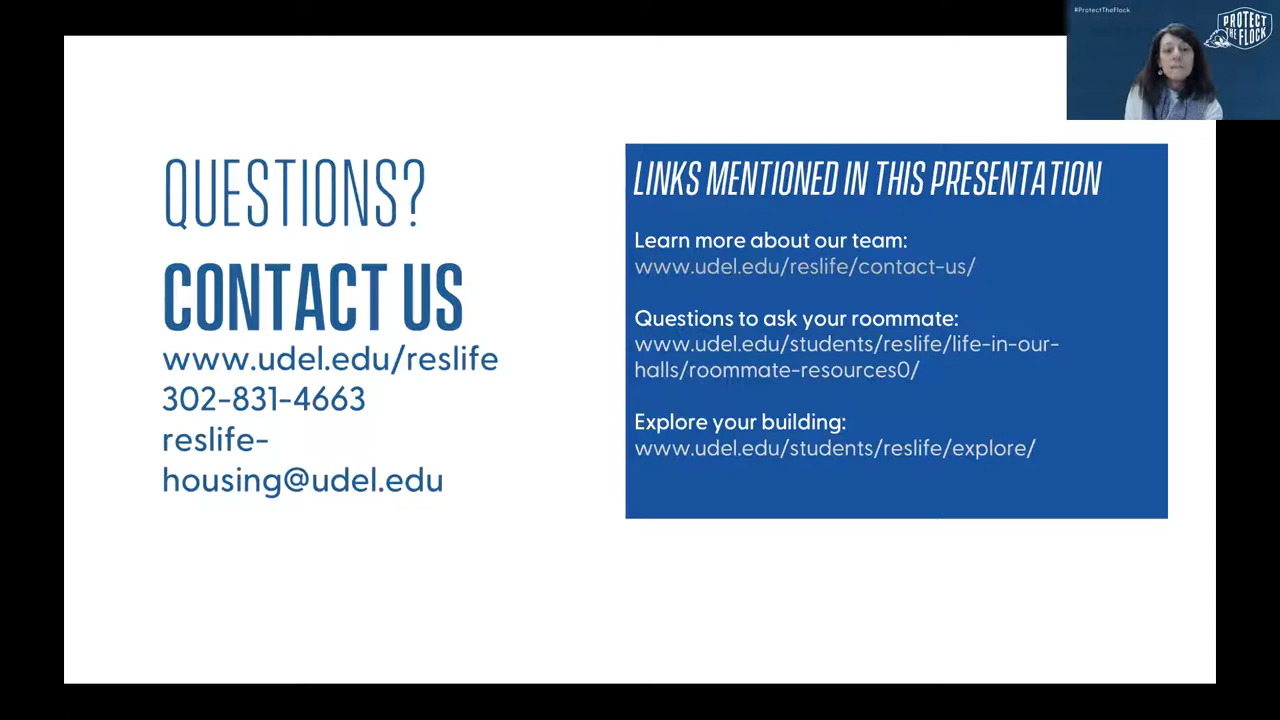 #ProtectTheFlock
PROTECT
THE FLOCK
QUESTIONS?
CONTACT US
www.udel.edu/reslife
302-831-4663
reslife-
housing@udel.edu
LINKS MENTIONED IN THIS PRESENTATION
Learn more about our team:
www.udel.edu/reslife/contact-us/
Questions to ask your roommate:
www.udel.edu/students/reslife/life-in-our-
halls/roommate-resources0/
Explore your building:
www.udel.edu/students/reslife/explore/